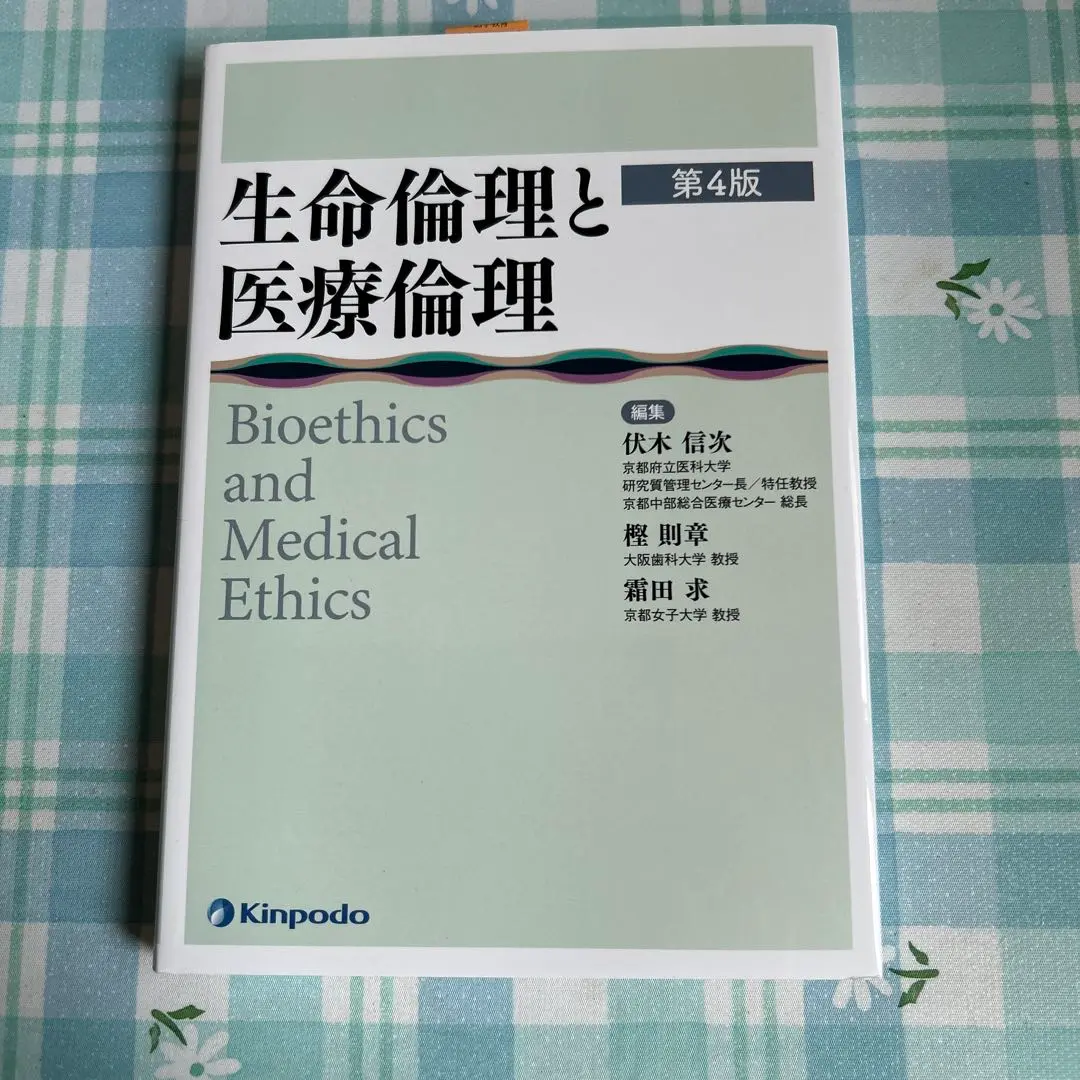 生命倫理と
医療倫理
第4版
Bioethics
and
Medical
Ethics
編集
伏木 信次
京都府立医科大学
研究質管理センター長／特任教授
京都中部総合医療センター 総長
樫 則章
大阪歯科大学 教授
霜田 求
京都女子大学 教授
Kinpodo